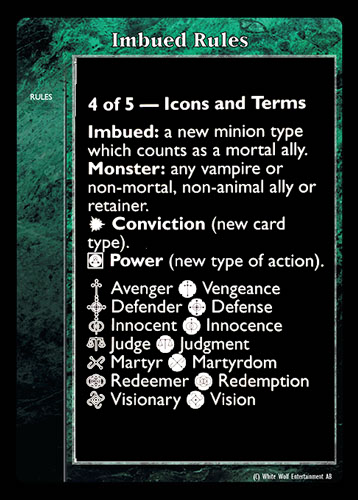 Imbued Rules
RULES
4 of 5 — Icons and Terms
Imbued: a new minion type
which counts as a mortal ally.
Monster: any vampire or
non-mortal, non-animal ally or
retainer.
Conviction (new card
type).
Power (new type of action).
Avenger Vengeance
Defender Defense
Innocent Innocence
Judge Judgment
Martyr Martyrdom
Redeemer Redemption
Visionary Vision
(C) White Wolf Entertainment AB